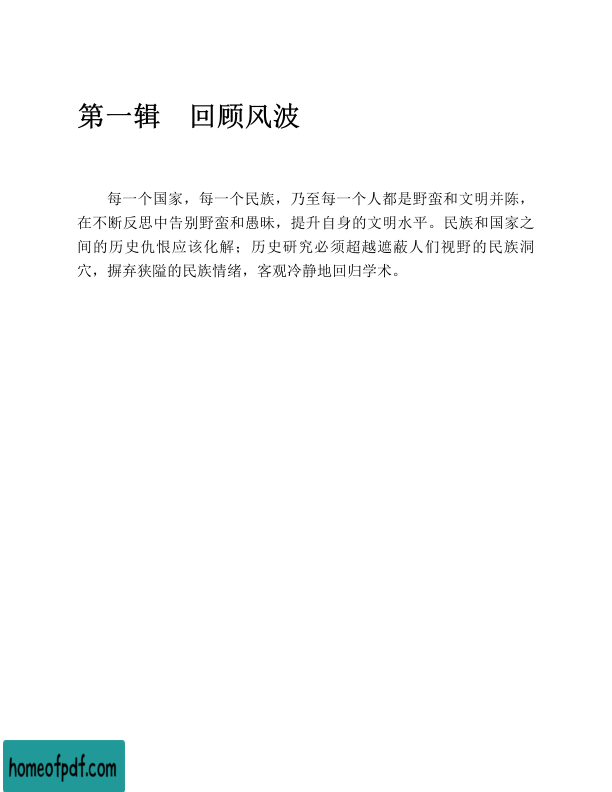 第一辑 回顾风波
每一个国家，每一个民族，乃至每一个人都是野蛮和文明并陈，
在不断反思中告别野蛮和愚昧，提升自身的文明水平。民族和国家之
间的历史仇恨应该化解；历史研究必须超越遮蔽人们视野的民族洞
穴，摒弃狭隘的民族情绪，客观冷静地回归学术。
homeofpdf.com